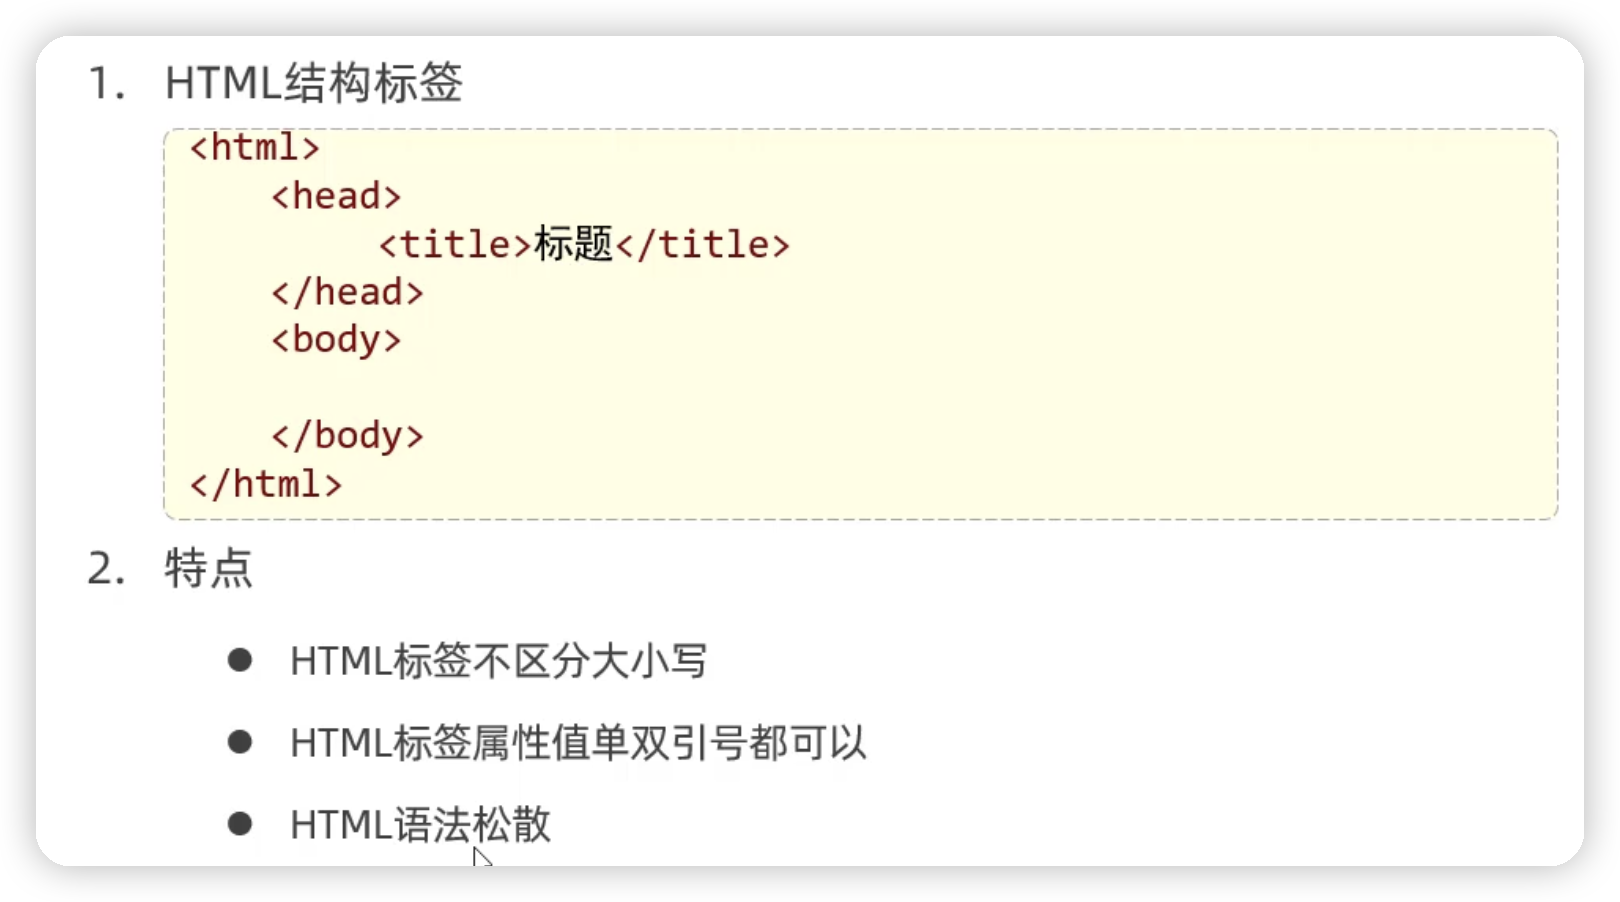 1. HTML结构标签
<html>
<head>
<title>标题</title>
</head>
<body>
</body>
</html>
2. 特点
● HTML标签不区分大小写
● HTML标签属性值单双引号都可以
● HTML语法松散